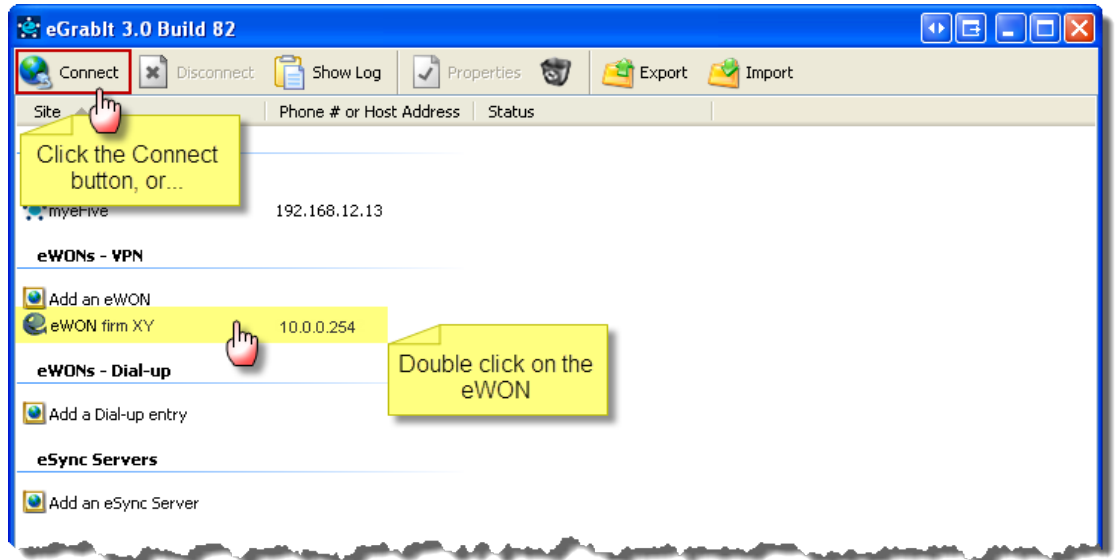 eGrabIt 3.0 Build 82
Connect Disconnect Show Log Properties Export Import
Site Phone # or Host Address Status
Click the Connect
button, or...
myeFive 192.168.12.13
eWONs - VPN
Add an eWON
eWON firm XY 10.0.0.254
Double click on the
eWON
eWONs - Dial-up
Add a Dial-up entry
eSync Servers
Add an eSync Server